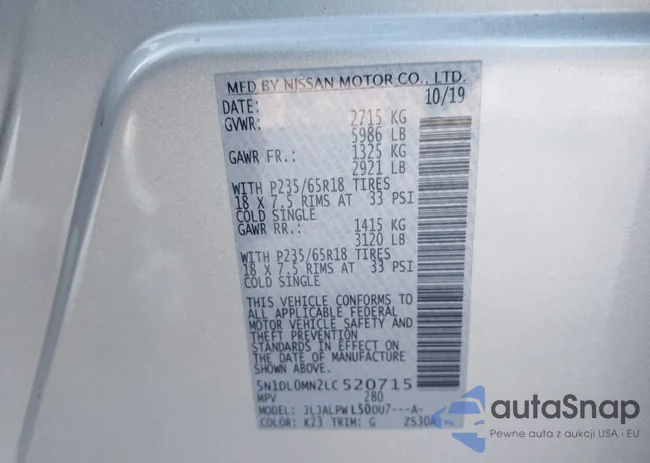 MFD BY NISSAN MOTOR CO., LTD.
DATE: 10/19
GVWR: 2715 KG
5986 LB
GAWR FR.: 1325 KG
2921 LB
WITH P235/65R18 TIRES
18 X 7.5 RIMS AT 33 PSI
COLD SINGLE
GAWR RR.: 1415 KG
3120 LB
WITH P235/65R18 TIRES
18 X 7.5 RIMS AT 33 PSI
COLD SINGLE
THIS VEHICLE CONFORMS TO
ALL APPLICABLE FEDERAL
MOTOR VEHICLE SAFETY AND
THEFT PREVENTION
STANDARDS IN EFFECT ON
THE DATE OF MANUFACTURE
SHOWN ABOVE.
5N1DL0MN2LC520715
MPV 280
MODEL: JLJALPWL50DU7---A-
COLOR: K23 TRIM: G ZS30A
autoSnap
Pewne auta z aukcji USA i EU